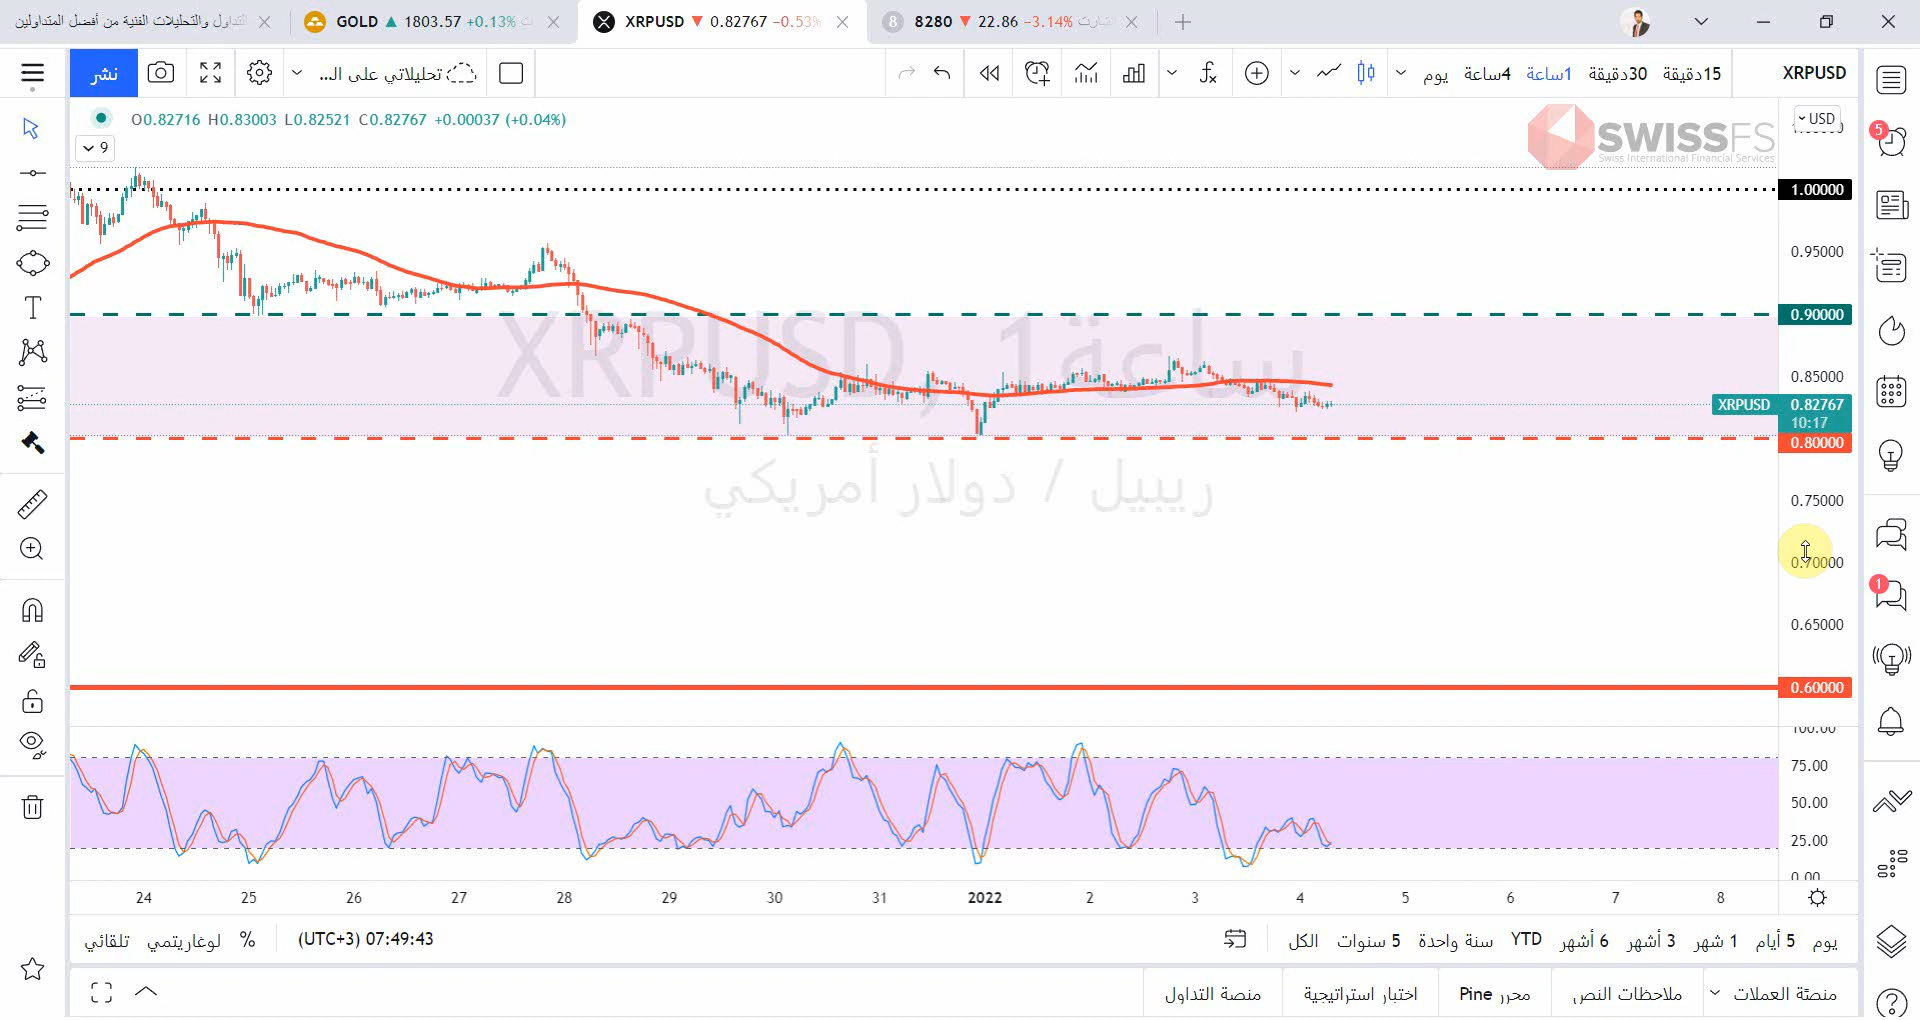 التداول والتحليلات الفنية من أفضل المتداولين
GOLD ▲ 1803.57 +0.13%
XRPUSD ▼ 0.82767 −0.53%
8 8280 ▼ 22.86 −3.14% تشارت
نشر
تحليلاتي على الـ...
يوم 4ساعة 1ساعة 30دقيقة 15دقيقة
XRPUSD
O0.82716 H0.83003 L0.82521 C0.82767 +0.00037 (+0.04%)
9
SWISSFS
Swiss International Financial Services
USD
1.00000
0.95000
0.90000
0.85000
XRPUSD 0.82767
10:17
0.80000
0.75000
0.70000
0.65000
0.60000
XRPUSD, 1ساعة
ريبيل / دولار أمريكي
5
1
100.00
75.00
50.00
25.00
0.00
24 25 26 27 28 29 30 31 2022 2 3 4 5 6 7 8
تلقائي لوغاريتمي % 07:49:43 (UTC+3)
الكل 5 سنوات سنة واحدة YTD 6 أشهر 3 أشهر 1 شهر 5 أيام يوم
منصة التداول اختبار استراتيجية محرر Pine ملاحظات النص منصئة العملات